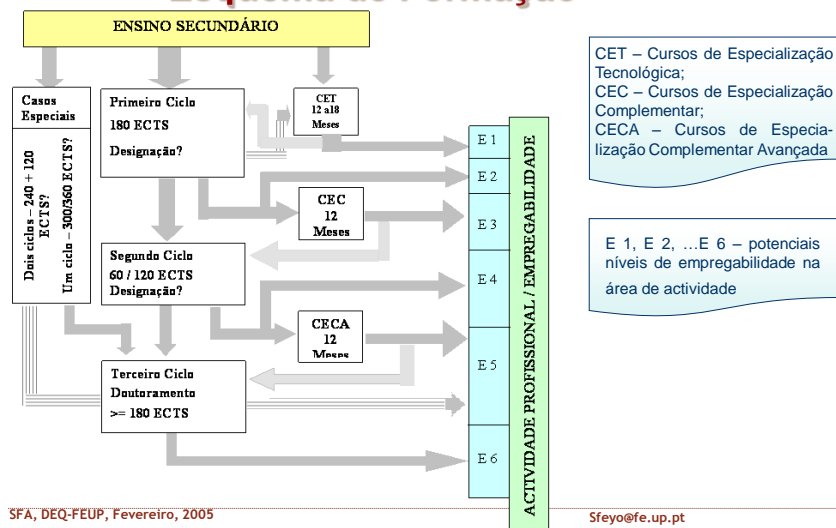 Esquema de Formação
ENSINO SECUNDÁRIO
Casos
Especiais
Dois ciclos – 240 + 120
ECTS?
Um ciclo – 300/360 ECTS?
Primeiro Ciclo
180 ECTS
Designação?
CET
12 a18
Meses
CEC
12
Meses
Segundo Ciclo
60 / 120 ECTS
Designação?
CECA
12
Meses
Terceiro Ciclo
Doutoramento
>= 180 ECTS
E 1
E 2
E 3
E 4
E 5
E 6
ACTIVIDADE PROFISSIONAL / EMPREGABILIDADE
CET – Cursos de Especialização
Tecnológica;
CEC – Cursos de Especialização
Complementar;
CECA – Cursos de Especia-
lização Complementar Avançada
E 1, E 2, …E 6 – potenciais
níveis de empregabilidade na
área de actividade
SFA, DEQ-FEUP, Fevereiro, 2005
Sfeyo@fe.up.pt